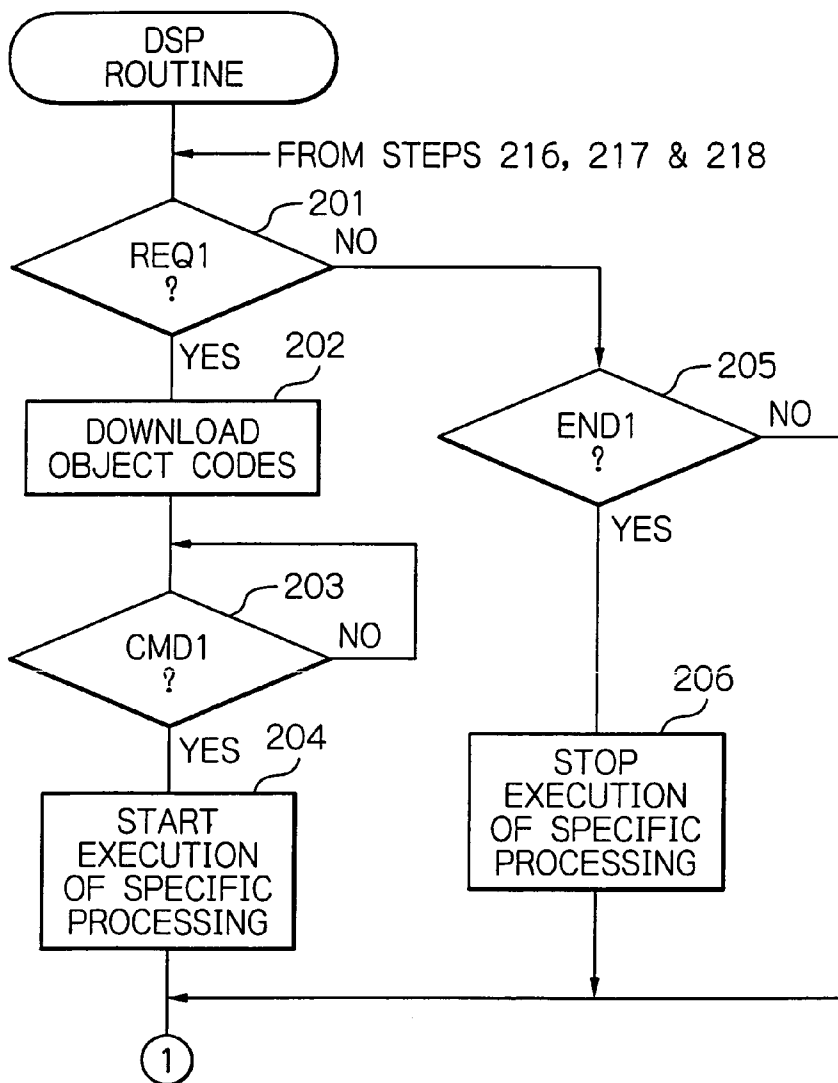 DSP
ROUTINE
FROM STEPS 216, 217 & 218
201
REQ1
?
NO
YES
202
DOWNLOAD
OBJECT CODES
205
END1
?
NO
YES
203
CMD1
?
NO
YES
204
START
EXECUTION
OF SPECIFIC
PROCESSING
206
STOP
EXECUTION
OF SPECIFIC
PROCESSING
1